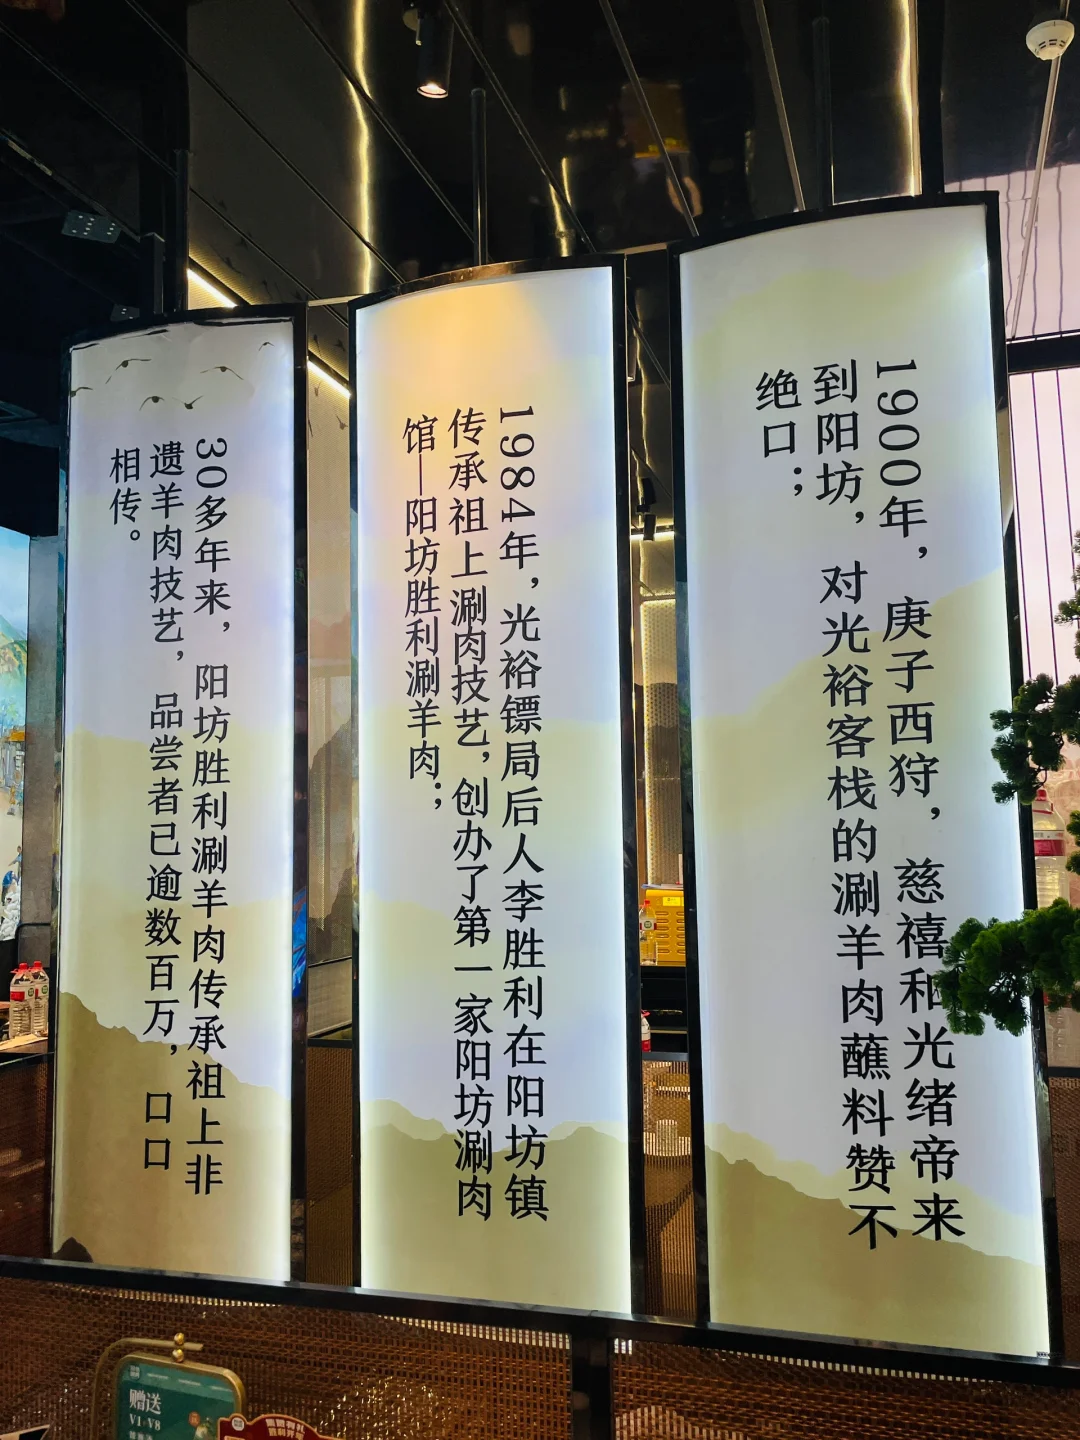 1900年，庚子西狩，慈禧和光绪帝来
到阳坊，对光裕客栈的涮羊肉蘸料赞不
绝口；
1984年，光裕镖局后人李胜利在阳坊镇
传承祖上涮肉技艺，创办了第一家阳坊涮肉
馆—阳坊胜利涮羊肉；
30多年来，阳坊胜利涮羊肉传承祖上非
遗羊肉技艺，品尝者已逾数百万，口口
相传。
赠送
V1-V8